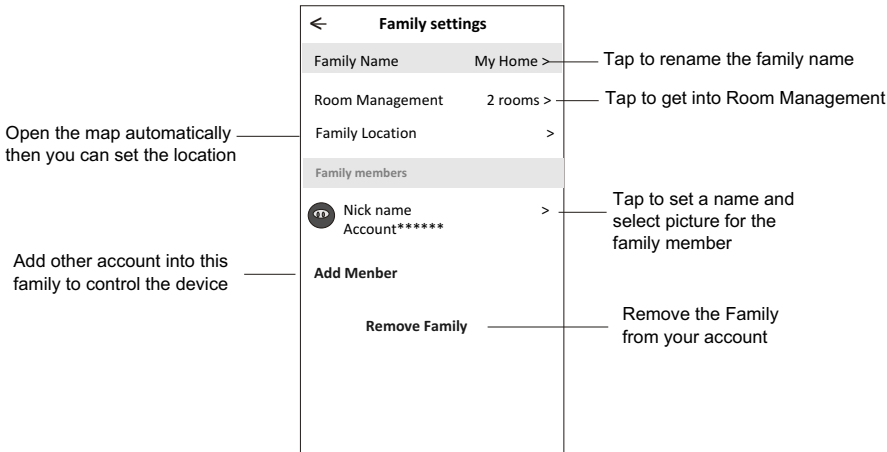 Family settings
Family Name My Home >
Tap to rename the family name
Room Management 2 rooms >
Tap to get into Room Management
Open the map automatically
then you can set the location
Family Location >
Family members
Nick name >
Account******
Tap to set a name and
select picture for the
family member
Add other account into this
family to control the device
Add Menber
Remove Family
Remove the Family
from your account